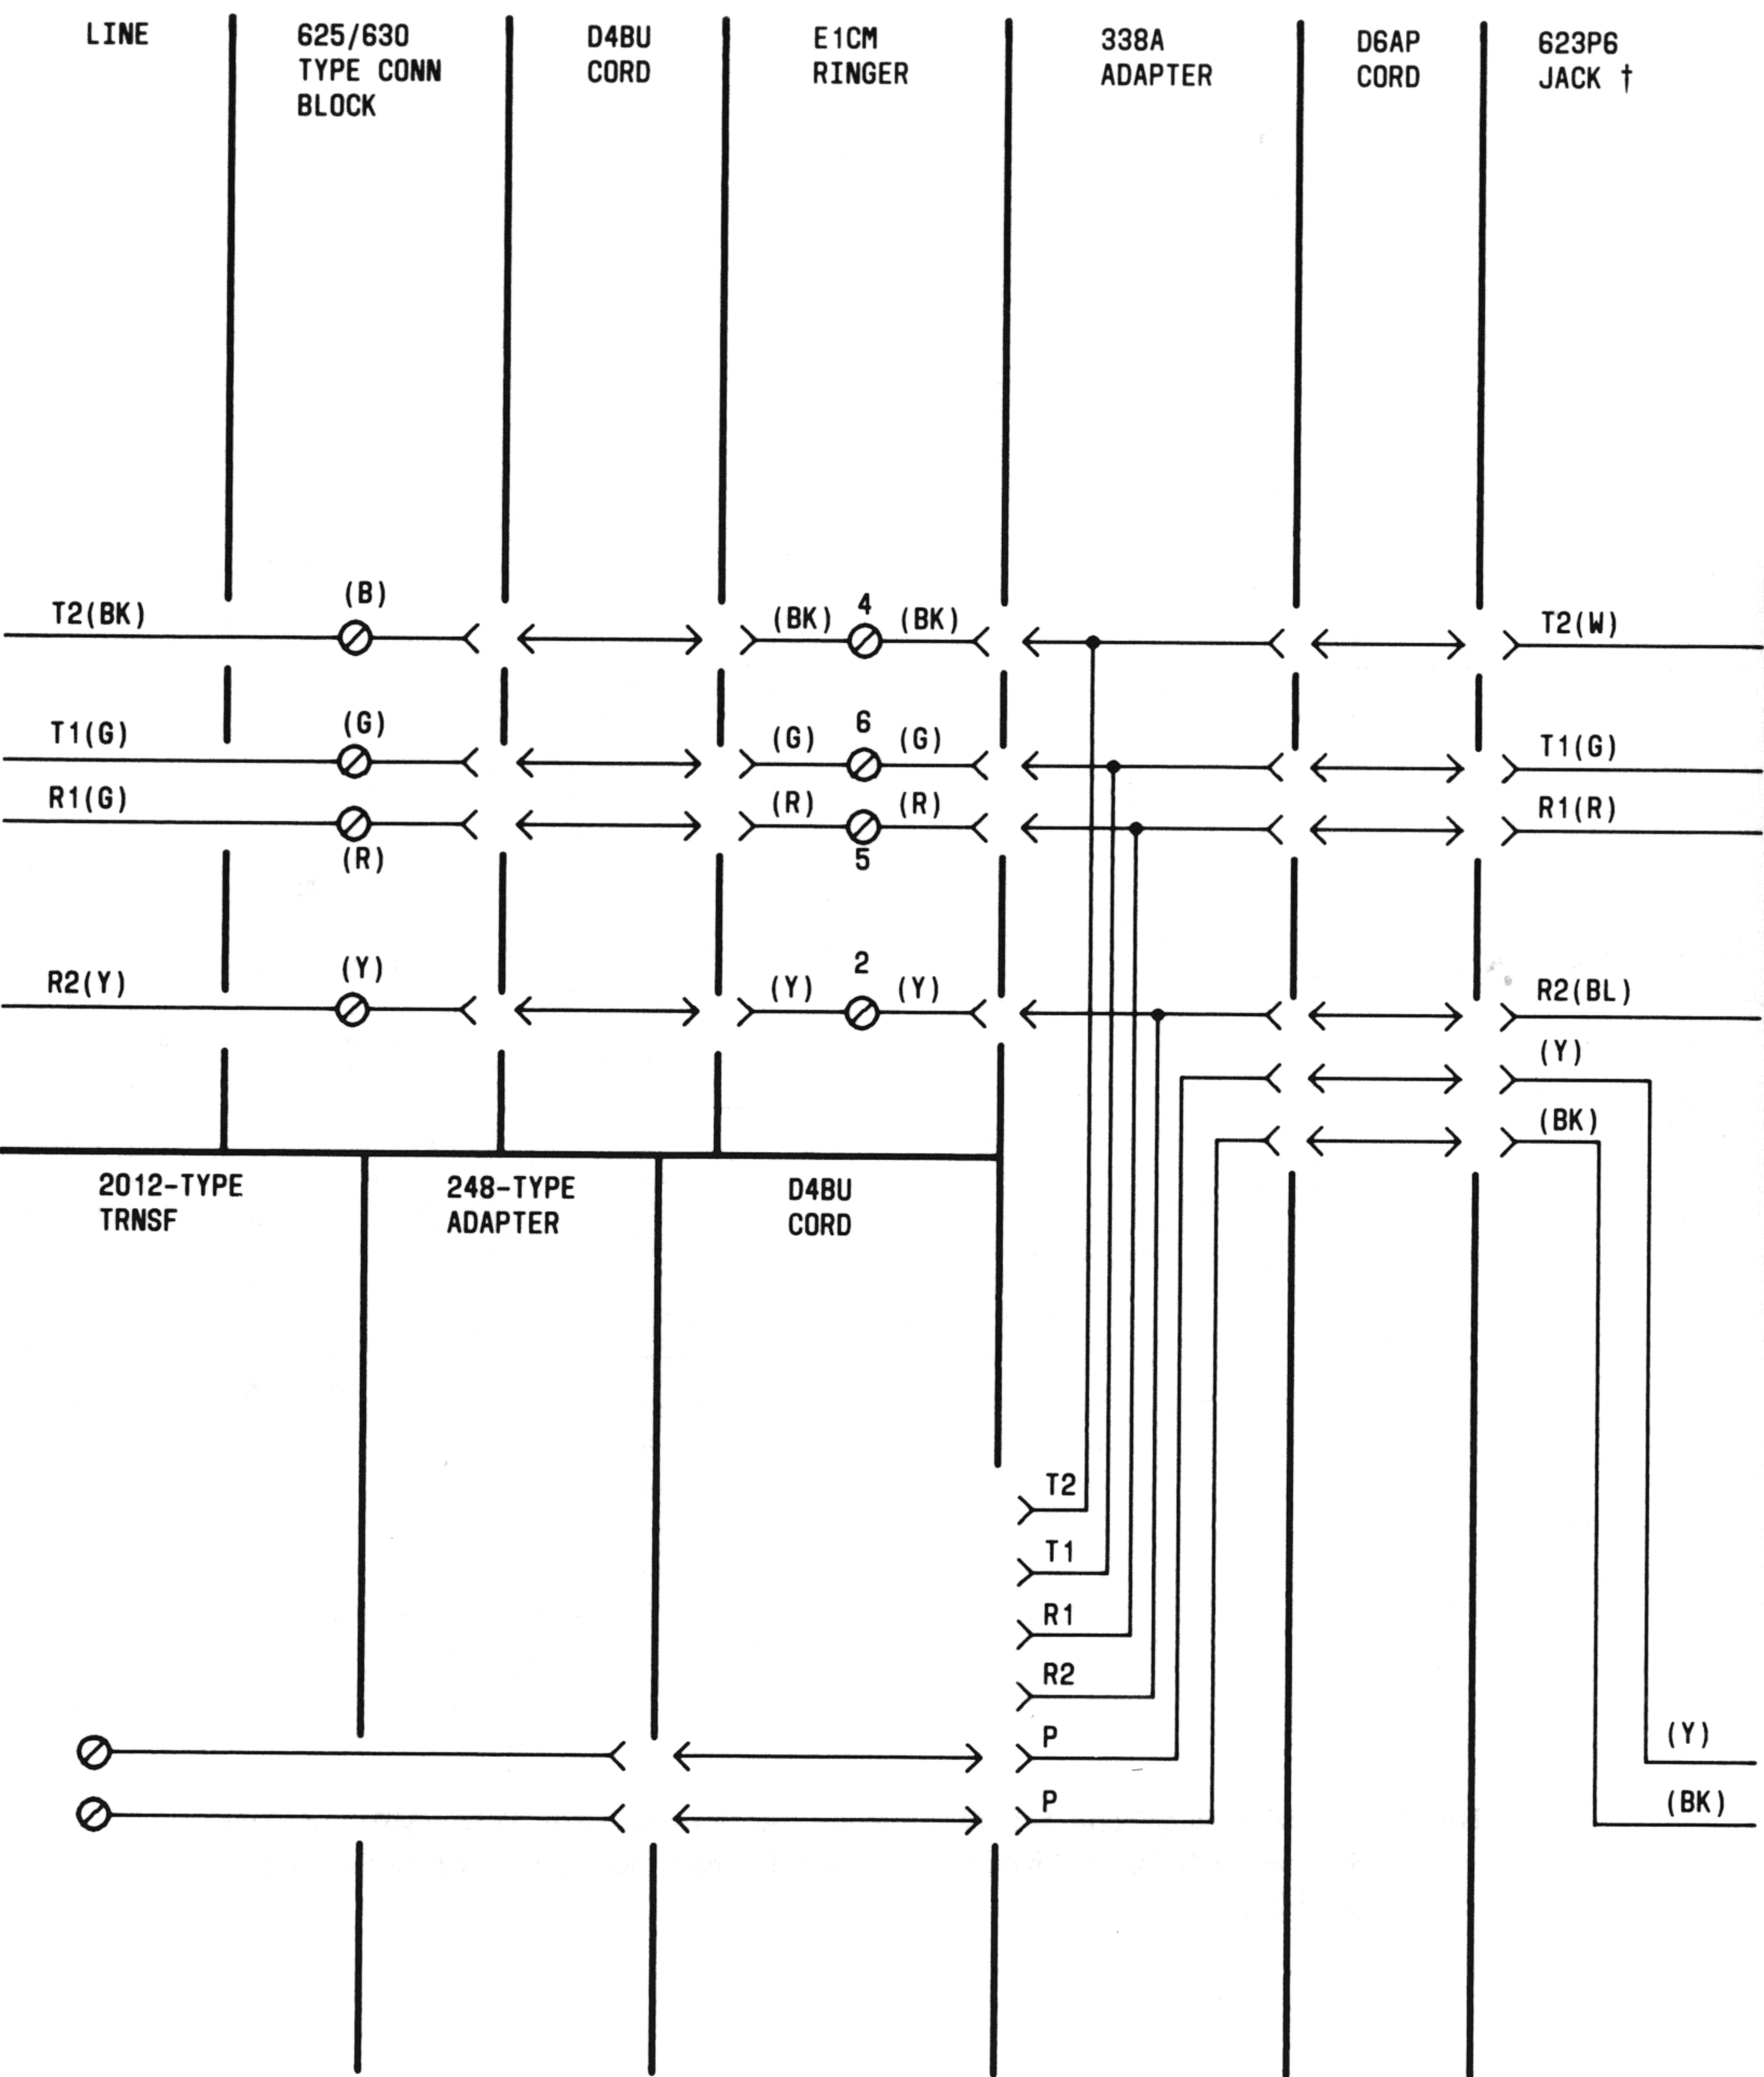 LINE
625/630
TYPE CONN
BLOCK
D4BU
CORD
E1CM
RINGER
338A
ADAPTER
D6AP
CORD
623P6
JACK †
T2(BK)
(B)
(BK)
4
(BK)
T2(W)
T1(G)
(G)
(G)
6
(G)
T1(G)
R1(G)
(R)
(R)
5
(R)
R1(R)
R2(Y)
(Y)
(Y)
2
(Y)
R2(BL)
(Y)
(BK)
2012-TYPE
TRNSF
248-TYPE
ADAPTER
D4BU
CORD
T2
T1
R1
R2
P
(Y)
P
(BK)